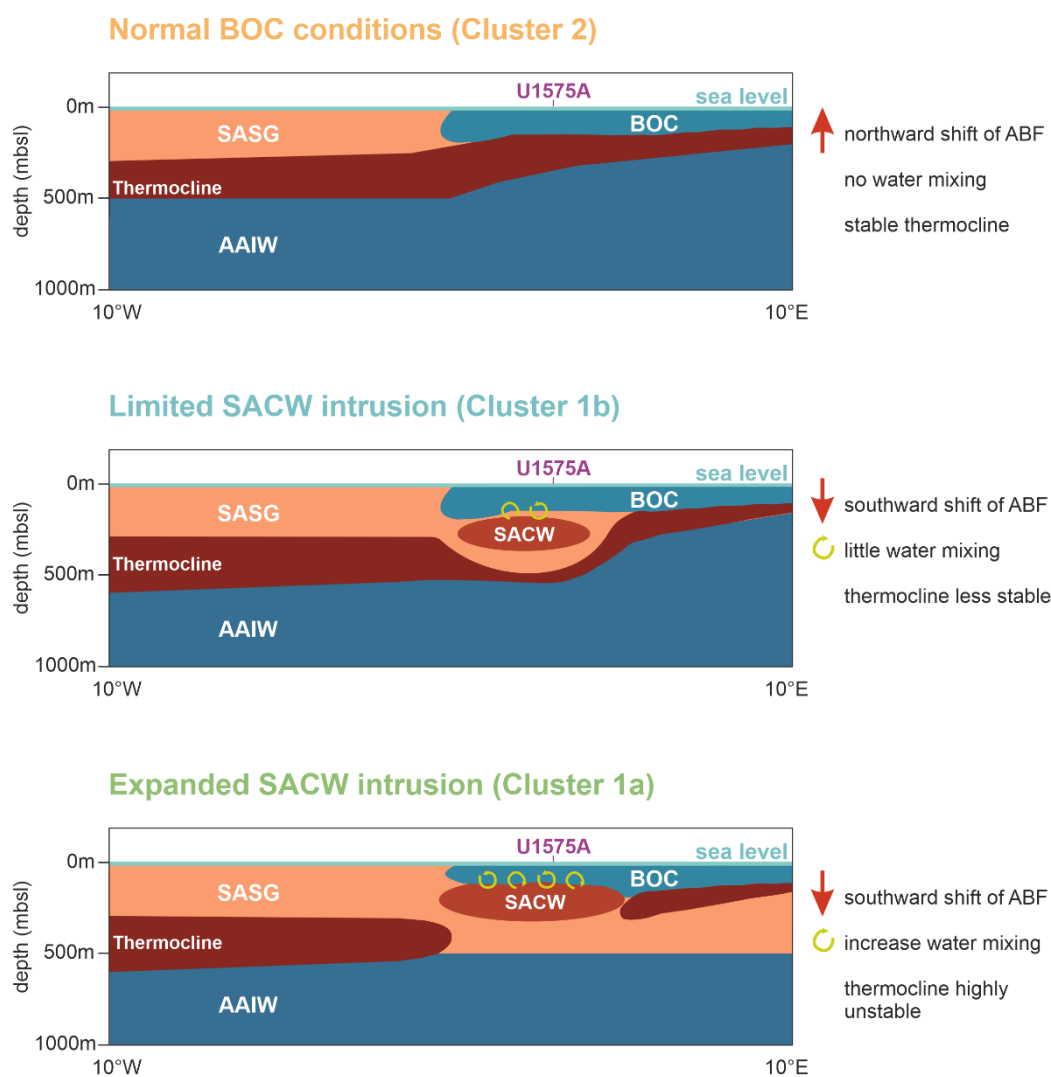 Normal BOC conditions (Cluster 2)
U1575A
sea level
0m
SASG
BOC
northward shift of ABF
Thermocline
no water mixing
500m
stable thermocline
AAIW
depth (mbsl)
1000m
10°W
10°E
Limited SACW intrusion (Cluster 1b)
U1575A
sea level
0m
SASG
BOC
southward shift of ABF
SACW
little water mixing
Thermocline
500m
thermocline less stable
AAIW
depth (mbsl)
1000m
10°W
10°E
Expanded SACW intrusion (Cluster 1a)
U1575A
sea level
0m
SASG
BOC
SACW
southward shift of ABF
Thermocline
increase water mixing
500m
thermocline highly
unstable
AAIW
depth (mbsl)
1000m
10°W
10°E